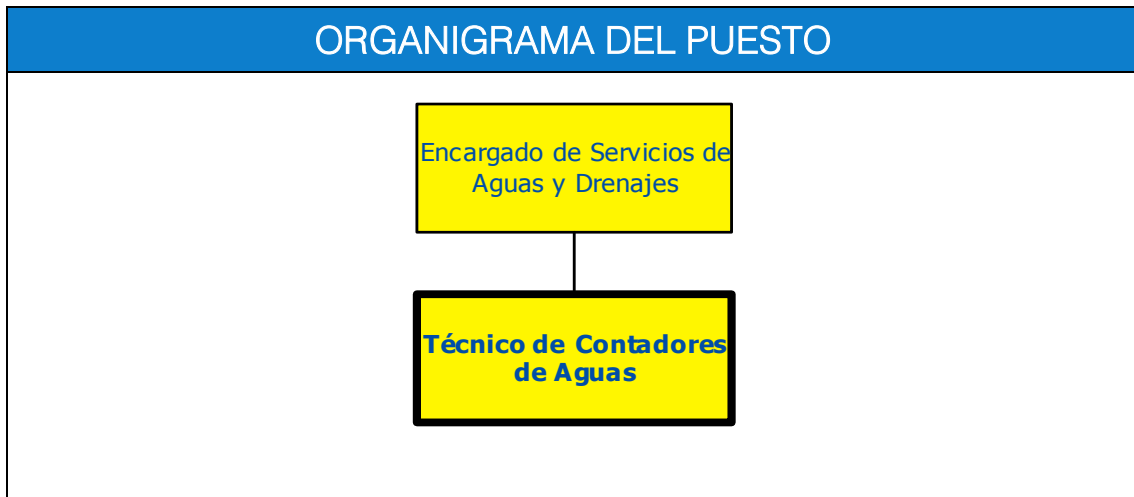 ORGANIGRAMA DEL PUESTO
Encargado de Servicios de
Aguas y Drenajes
Técnico de Contadores
de Aguas